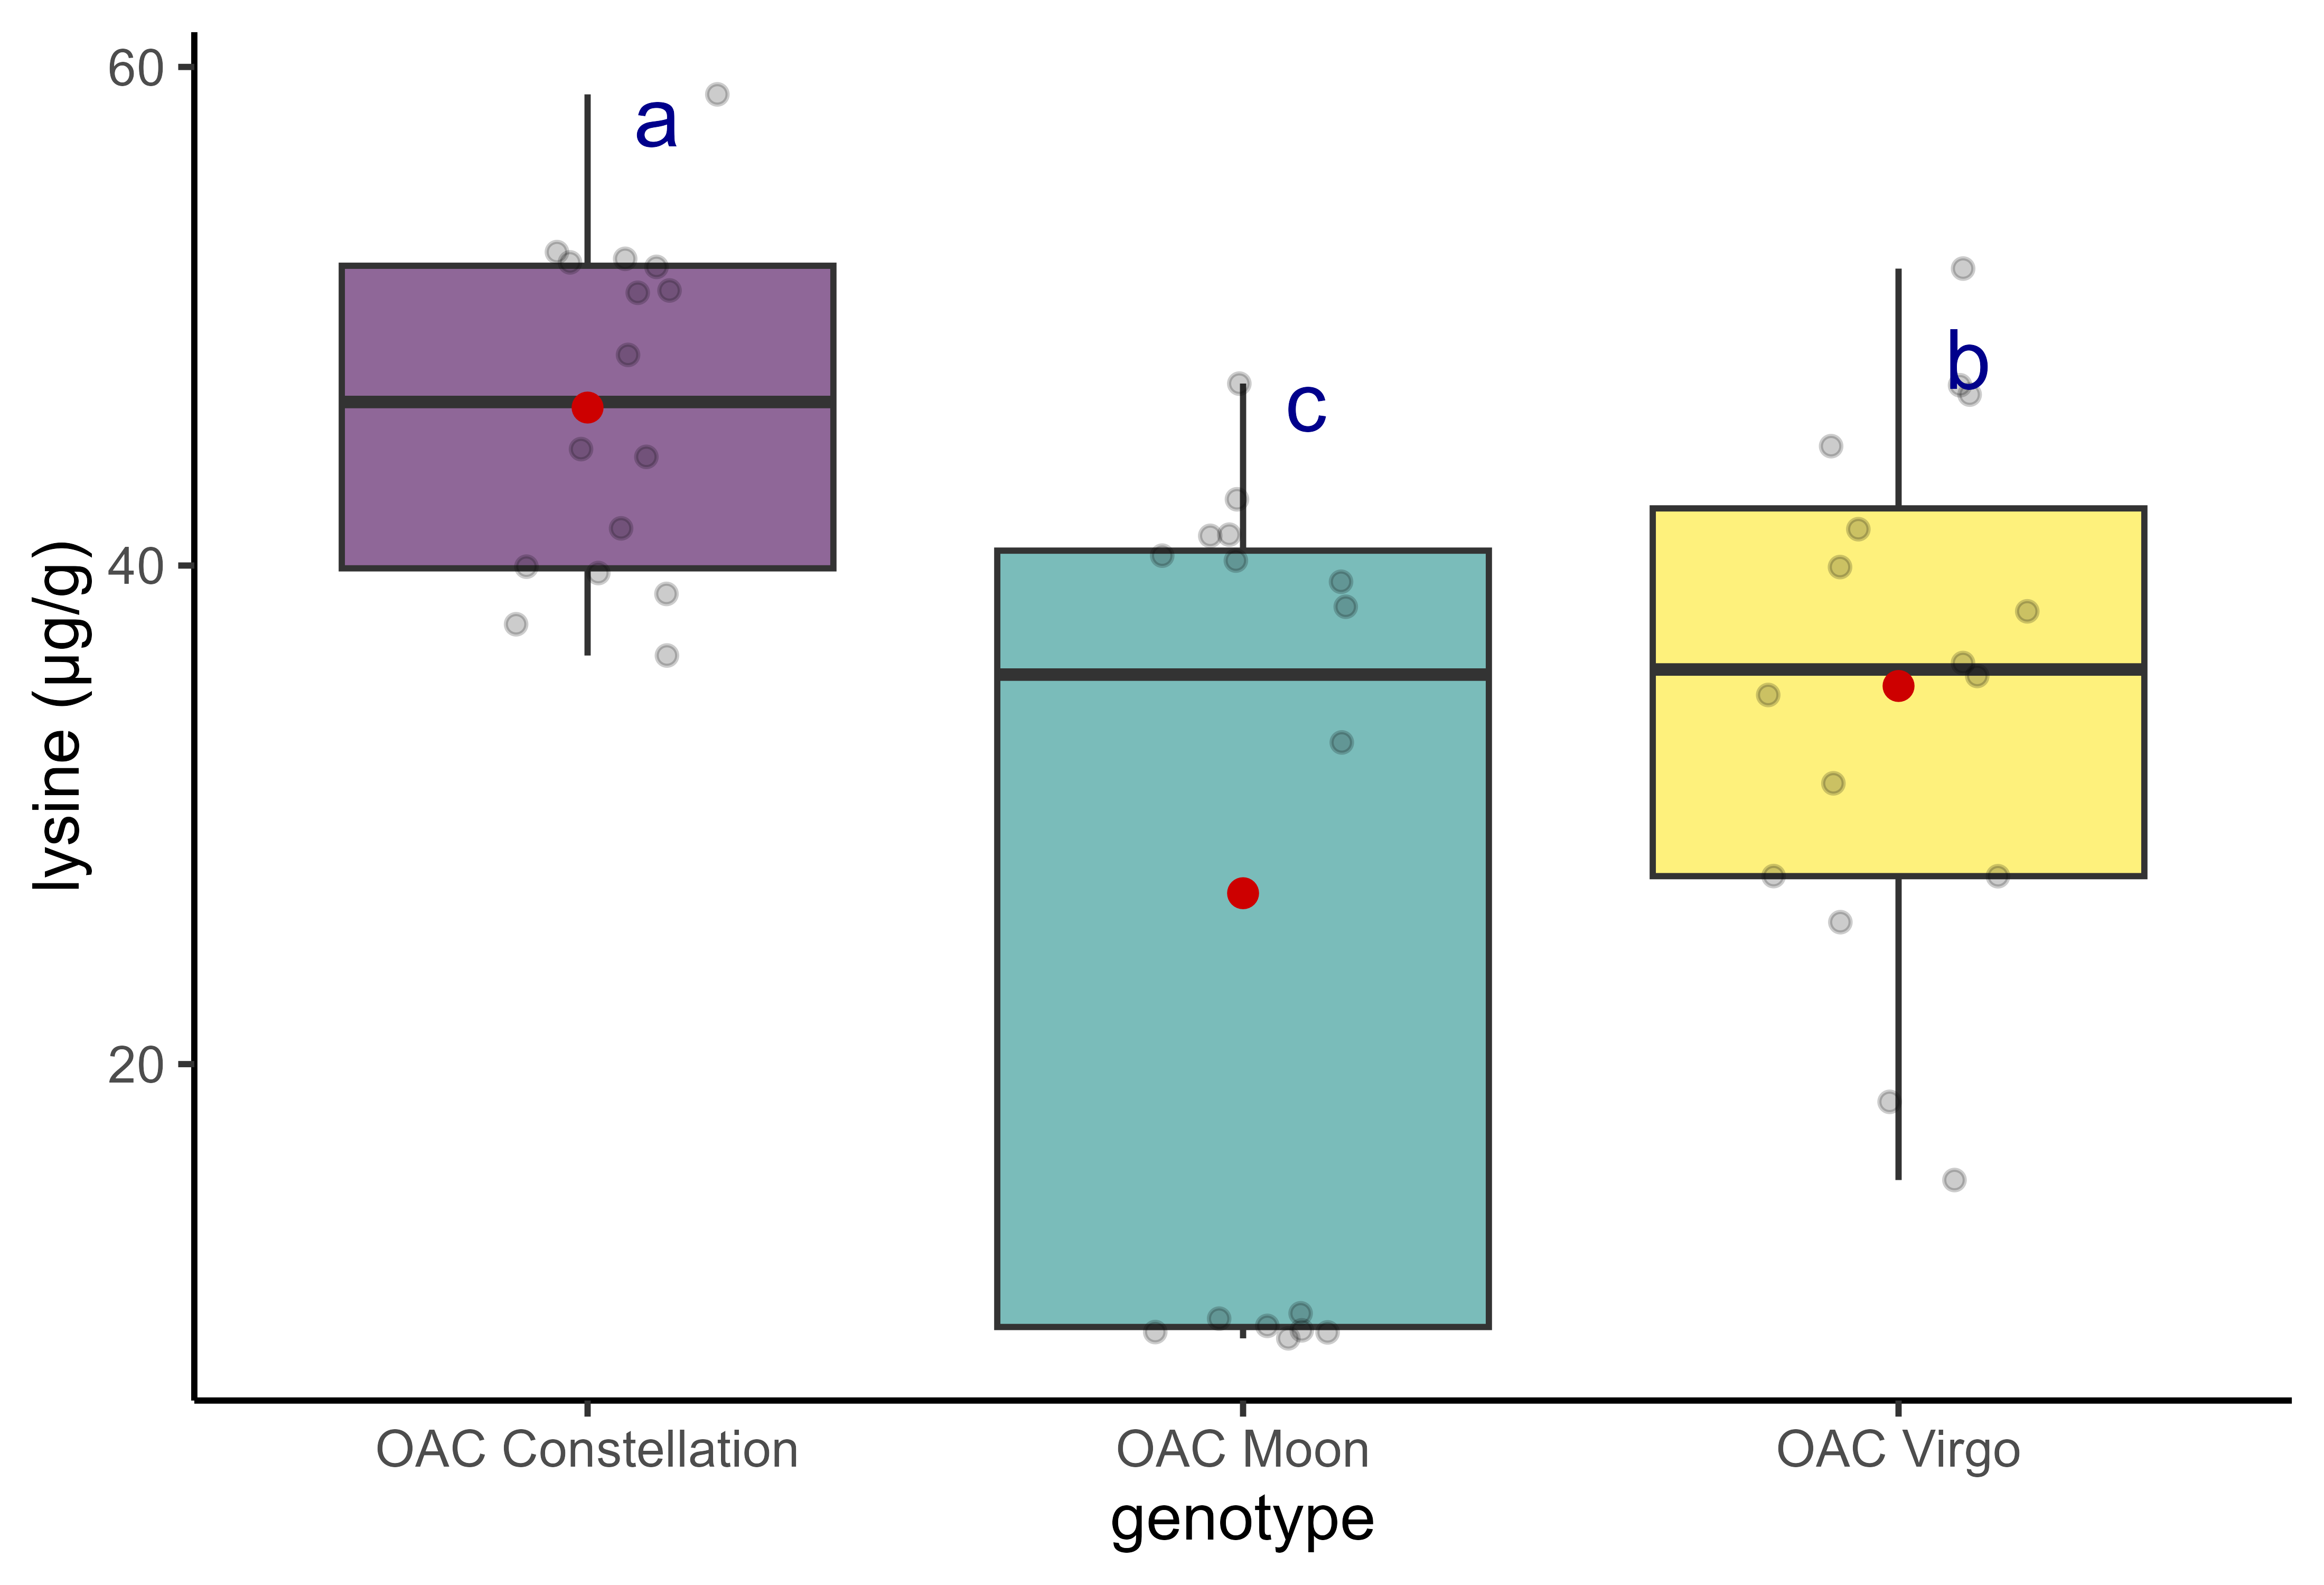 lysine (µg/g)
60
40
20
a
c
b
OAC Constellation
OAC Moon
OAC Virgo
genotype